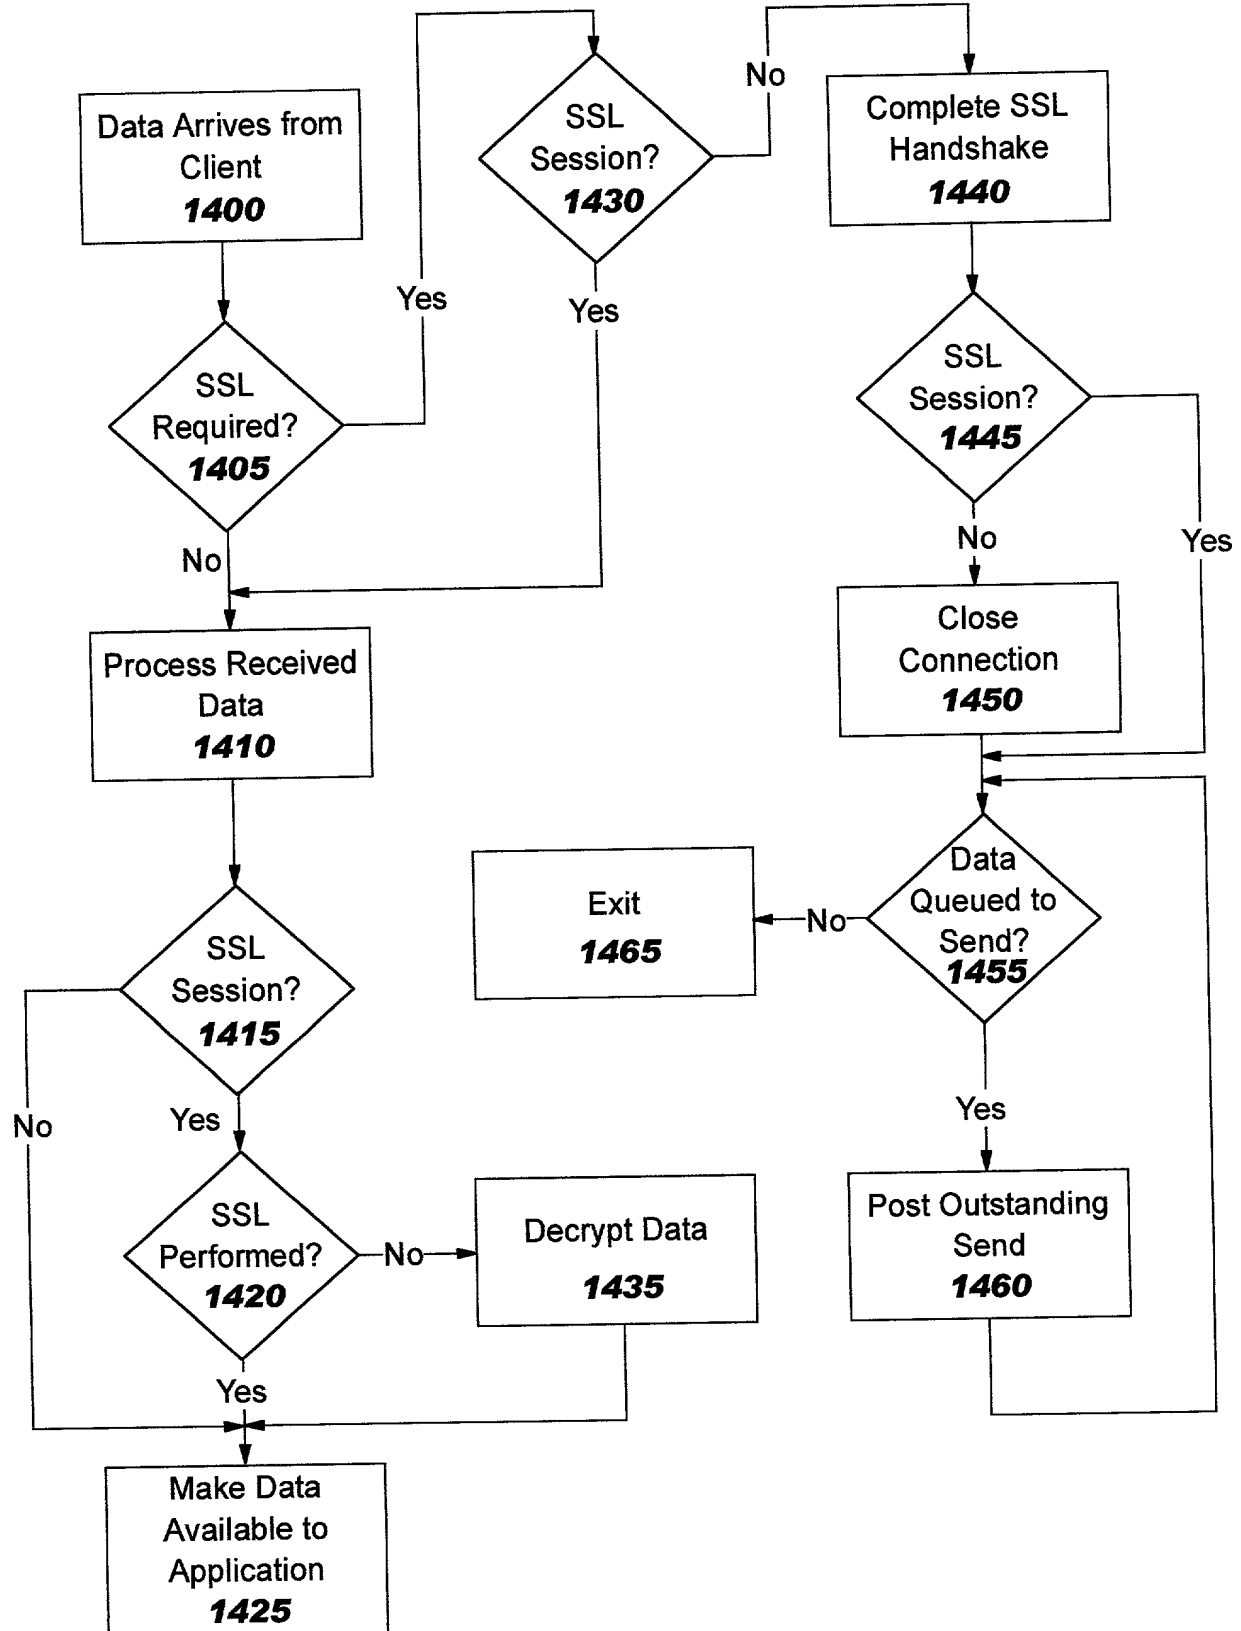 Data Arrives from
Client
1400
SSL
Required?
1405
Yes
No
SSL
Session?
1430
No
Yes
Complete SSL
Handshake
1440
SSL
Session?
1445
No
Yes
Close
Connection
1450
Process Received
Data
1410
SSL
Session?
1415
No
Yes
SSL
Performed?
1420
No
Yes
Decrypt Data
1435
Make Data
Available to
Application
1425
Data
Queued to
Send?
1455
No
Exit
1465
Yes
Post Outstanding
Send
1460